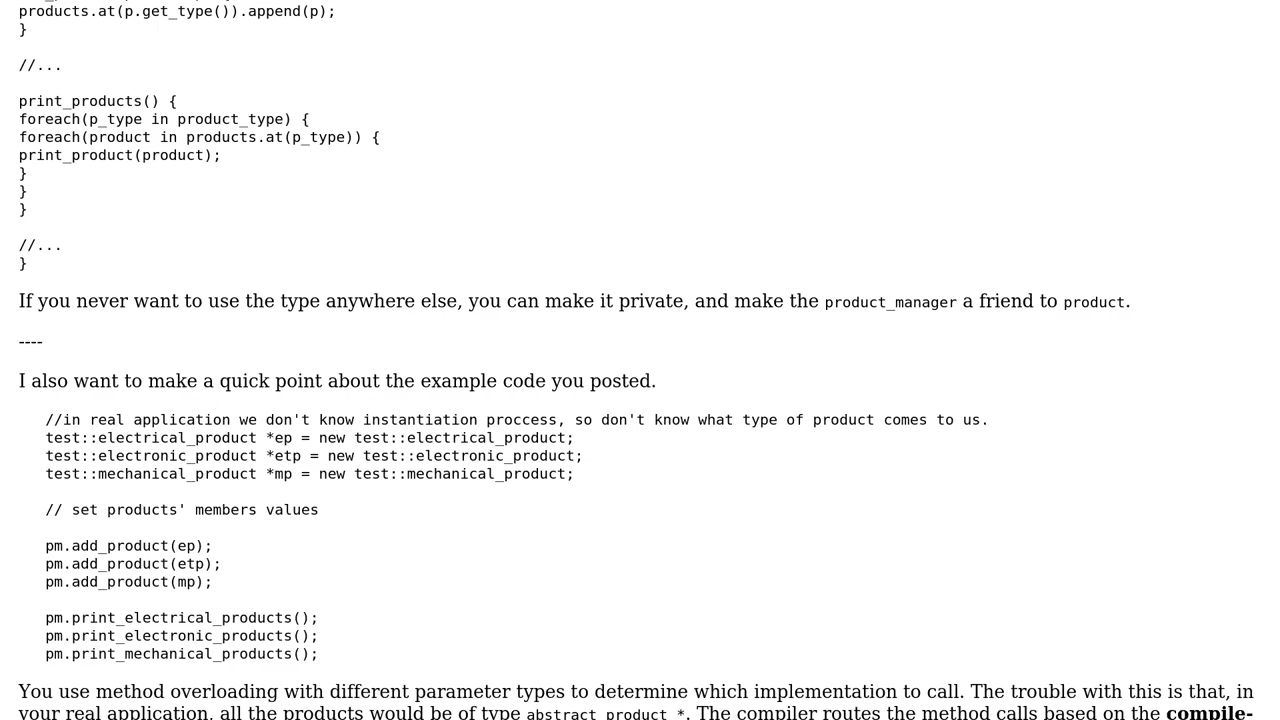 products.at(p.get_type()).append(p);
}
//...
print_products() {
foreach(p_type in product_type) {
foreach(product in products.at(p_type)) {
print_product(product);
}
}
}
//...
}
If you never want to use the type anywhere else, you can make it private, and make the product_manager a friend to product.
----
I also want to make a quick point about the example code you posted.
//in real application we don't know instantiation proccess, so don't know what type of product comes to us.
test::electrical_product *ep = new test::electrical_product;
test::electronic_product *etp = new test::electronic_product;
test::mechanical_product *mp = new test::mechanical_product;
// set products' members values
pm.add_product(ep);
pm.add_product(etp);
pm.add_product(mp);
pm.print_electrical_products();
pm.print_electronic_products();
pm.print_mechanical_products();
You use method overloading with different parameter types to determine which implementation to call. The trouble with this is that, in
your real application, all the products would be of type abstract_product *. The compiler routes the method calls based on the compile-